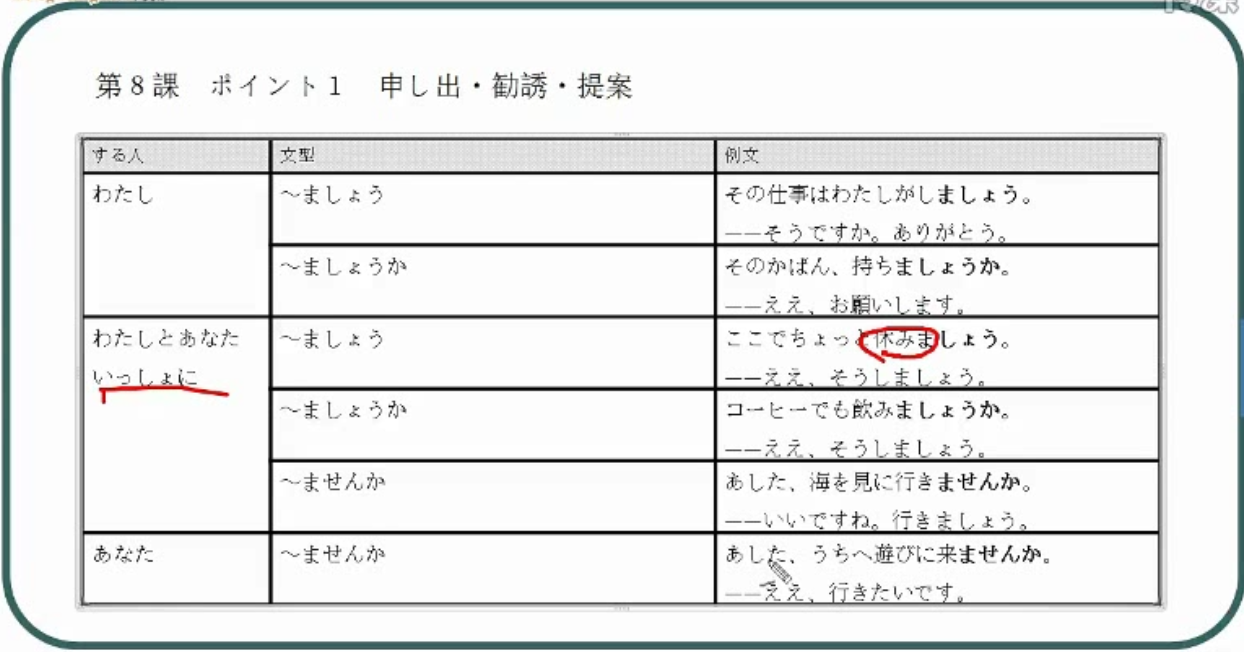 第8課 ポイント1 申し出・勧誘・提案
する人 文型 例文
わたし ~ましょう その仕事はわたしがしましょう。
――そうですか。ありがとう。
~ましょうか そのかばん、持ちましょうか。
――ええ、お願いします。
わたしとあなた ~ましょう ここでちょっと休みましょう。
いっしょに ――ええ、そうしましょう。
~ましょうか コーヒーでも飲みましょうか。
――ええ、そうしましょう。
~ませんか あした、海を見に行きませんか。
――いいですね。行きましょう。
あなた ~ませんか あした、うちへ遊びに来ませんか。
――ええ、行きたいです。